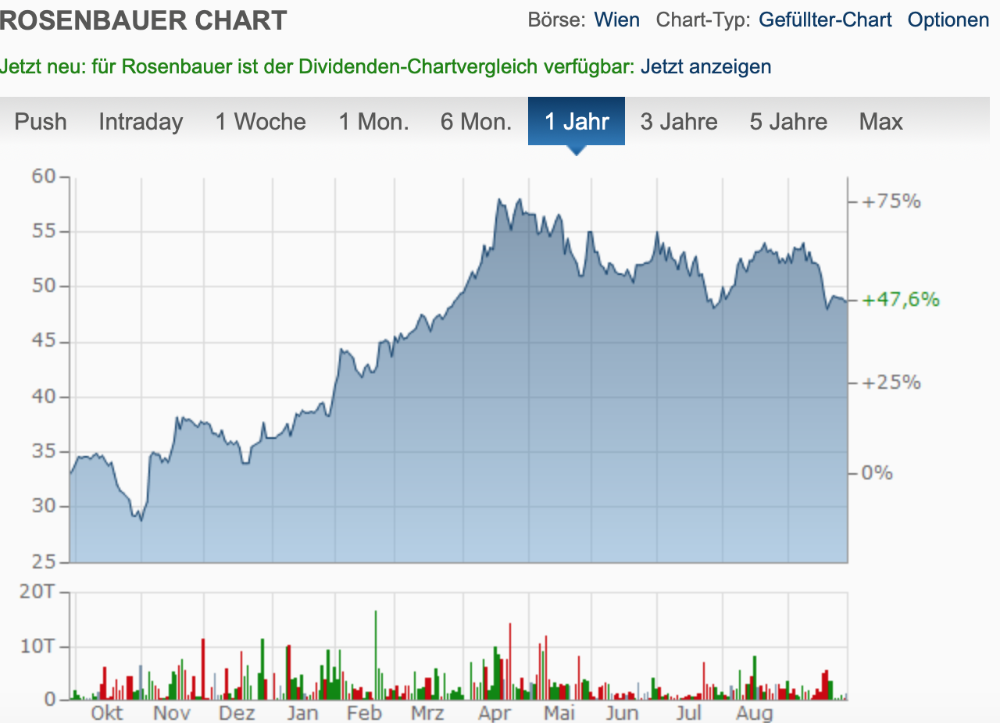 ROSENBAUER CHART Börse: Wien Chart-Typ: Gefüllter-Chart Optionen
Jetzt neu: für Rosenbauer ist der Dividenden-Chartvergleich verfügbar: Jetzt anzeigen
Push Intraday 1 Woche 1 Mon. 6 Mon. 1 Jahr 3 Jahre 5 Jahre Max
60
+75%
55
50
+47,6%
45
+25%
40
35
0%
30
25
20T
10T
0
Okt Nov Dez Jan Feb Mrz Apr Mai Jun Jul Aug